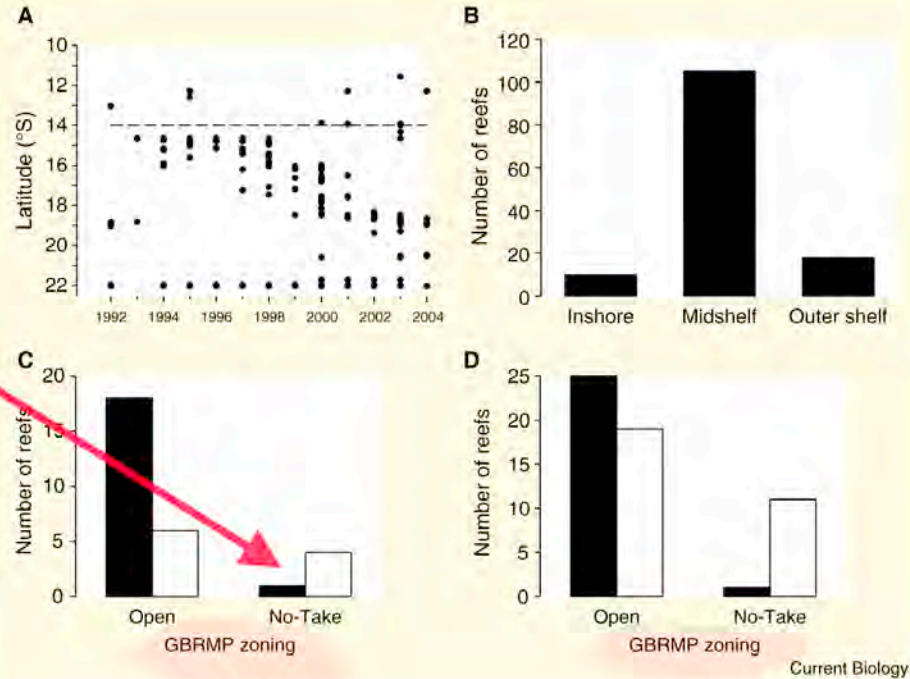 A
10
12
14
16
18
20
22
Latitude (°S)
1992 1994 1996 1998 2000 2002 2004
B
120
100
80
60
40
20
0
Number of reefs
Inshore Midshelf Outer shelf
C
20
15
10
5
0
Number of reefs
Open No-Take
GBRMP zoning
D
25
20
15
10
5
0
Number of reefs
Open No-Take
GBRMP zoning
Current Biology